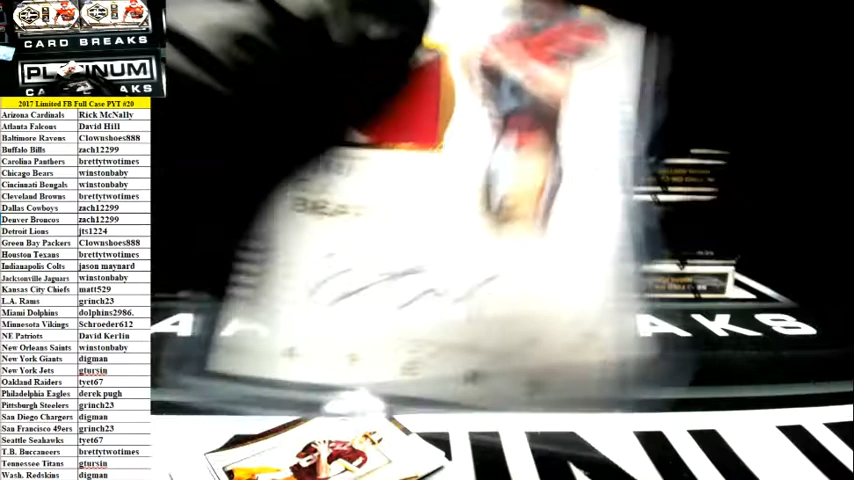 CARD BREAKS
PLATINUM
2017 Limited FB Full Case PYT #20
Arizona Cardinals Rick McNally
Atlanta Falcons David Hill
Baltimore Ravens Clownshoes888
Buffalo Bills zach12299
Carolina Panthers brettytwotimes
Chicago Bears winstonbaby
Cincinnati Bengals winstonbaby
Cleveland Browns brettytwotimes
Dallas Cowboys zach12299
Denver Broncos zach12299
Detroit Lions jts1224
Green Bay Packers Clownshoes888
Houston Texans brettytwotimes
Indianapolis Colts jason maynard
Jacksonville Jaguars winstonbaby
Kansas City Chiefs matt529
L.A. Rams grinch23
Miami Dolphins dolphins2986.
Minnesota Vikings Schroeder612
NE Patriots David Kerlin
New Orleans Saints winstonbaby
New York Giants digman
New York Jets gtursin
Oakland Raiders tyet67
Philadelphia Eagles derek pugh
Pittsburgh Steelers grinch23
San Diego Chargers digman
San Francisco 49ers grinch23
Seattle Seahawks tyet67
T.B. Buccaneers brettytwotimes
Tennessee Titans gtursin
Wash. Redskins digman